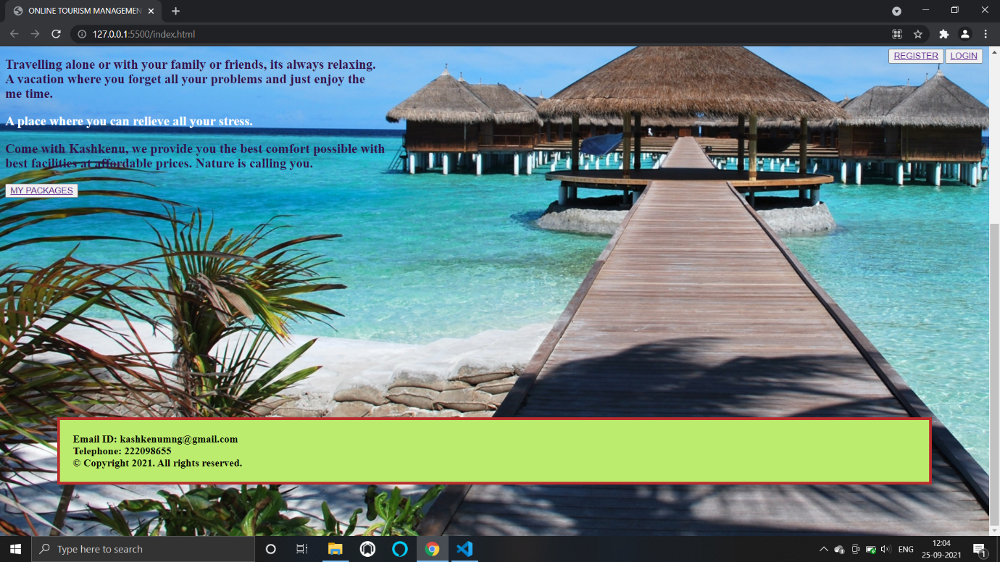 ONLINE TOURISM MANAGEMEN
127.0.0.1:5500/index.html
REGISTER LOGIN
Travelling alone or with your family or friends, its always relaxing.
A vacation where you forget all your problems and just enjoy the
me time.
A place where you can relieve all your stress.
Come with Kashkenu, we provide you the best comfort possible with
best facilities at affordable prices. Nature is calling you.
MY PACKAGES
Email ID: kashkenumng@gmail.com
Telephone: 222098655
© Copyright 2021. All rights reserved.
Type here to search
ENG
12:04
25-09-2021
1